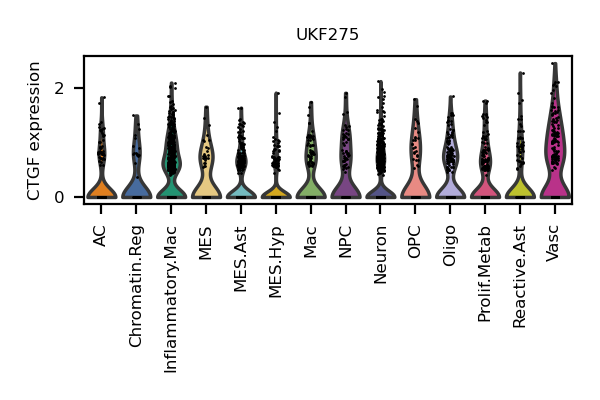 UKF275
CTGF expression
2
0
AC
Chromatin.Reg
Inflammatory.Mac
MES
MES.Ast
MES.Hyp
Mac
NPC
Neuron
OPC
Oligo
Prolif.Metab
Reactive.Ast
Vasc